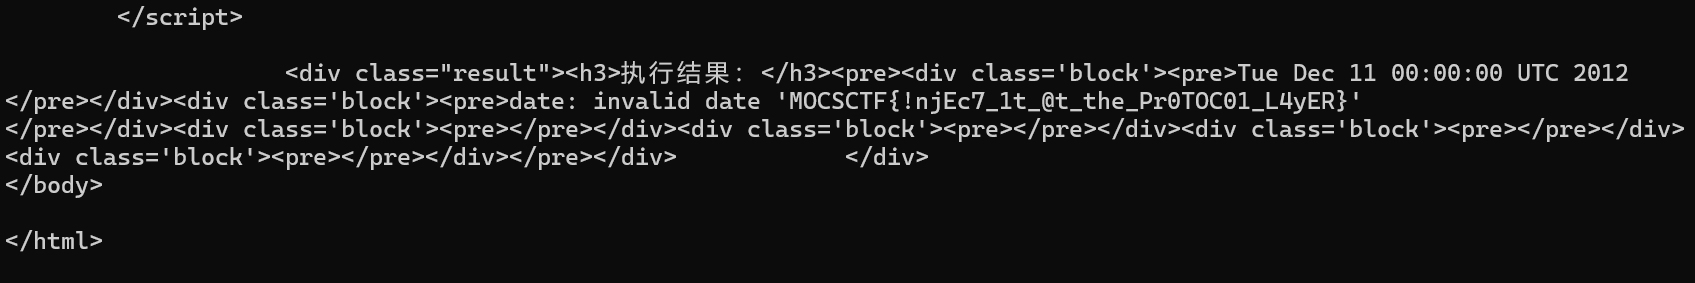 </script>
<div class="result"><h3>执行结果：</h3><pre><div class='block'><pre>Tue Dec 11 00:00:00 UTC 2012
</pre></div><div class='block'><pre>date: invalid date 'MOCSCTF{!njEc7_1t_@t_the_Pr0TOC01_L4yER}'
</pre></div><div class='block'><pre></pre></div><div class='block'><pre></pre></div><div class='block'><pre></pre></div>
<div class='block'><pre></pre></div></pre></div> </div>
</body>
</html>